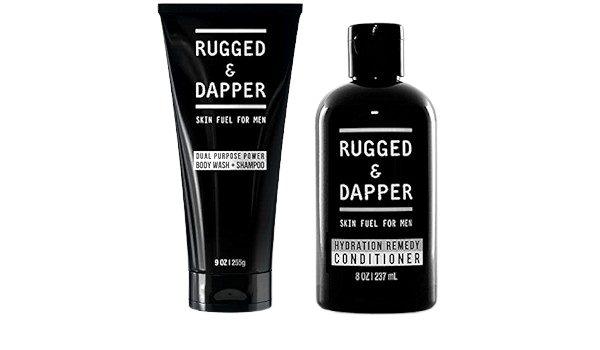 RUGGED
&
DAPPER
SKIN FUEL FOR MEN
DUAL PURPOSE POWER
BODY WASH + SHAMPOO
9 OZ | 255g
RUGGED
&
DAPPER
SKIN FUEL FOR MEN
HYDRATION REMEDY
CONDITIONER
8 OZ | 237 mL